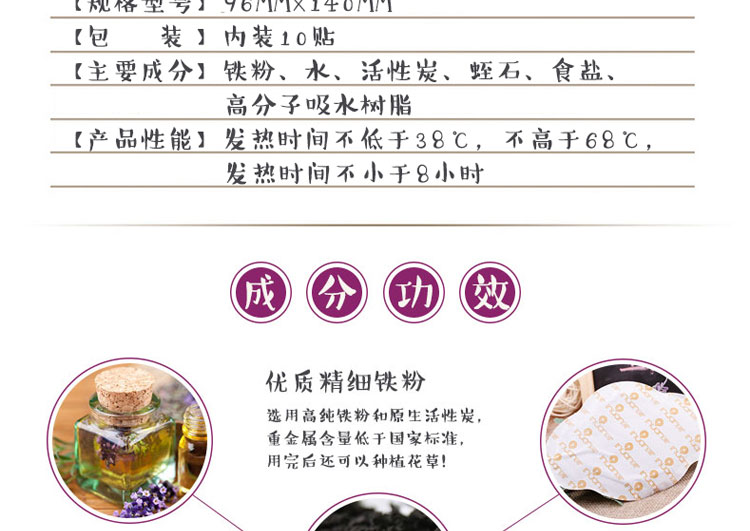 【规格型号】96MM×140MM
【包 装】内装10贴
【主要成分】铁粉、水、活性炭、蛭石、食盐、
高分子吸水树脂
【产品性能】发热时间不低于38℃，不高于68℃，
发热时间不小于8小时
成分功效
优质精细铁粉
选用高纯铁粉和原生活性炭，
重金属含量低于国家标准，
用完后还可以种植花草！